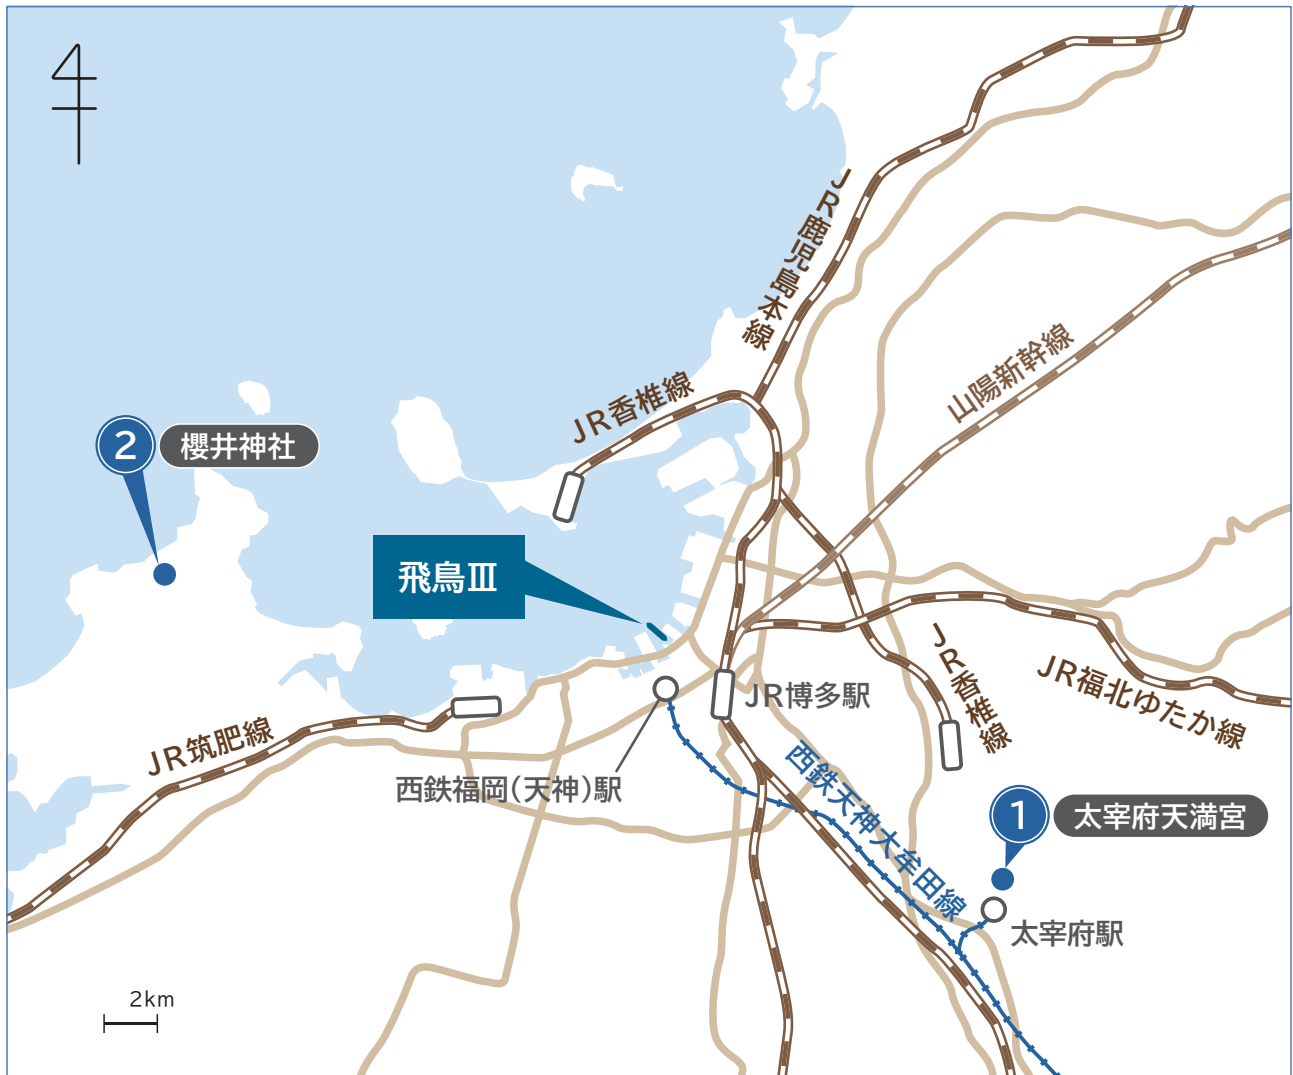 JR鹿児島本線
山陽新幹線
JR香椎線
2
櫻井神社
飛鳥Ⅲ
JR香椎線
JR福北ゆたか線
JR博多駅
JR筑肥線
西鉄福岡(天神)駅
西鉄天神大牟田線
1
太宰府天満宮
太宰府駅
2km